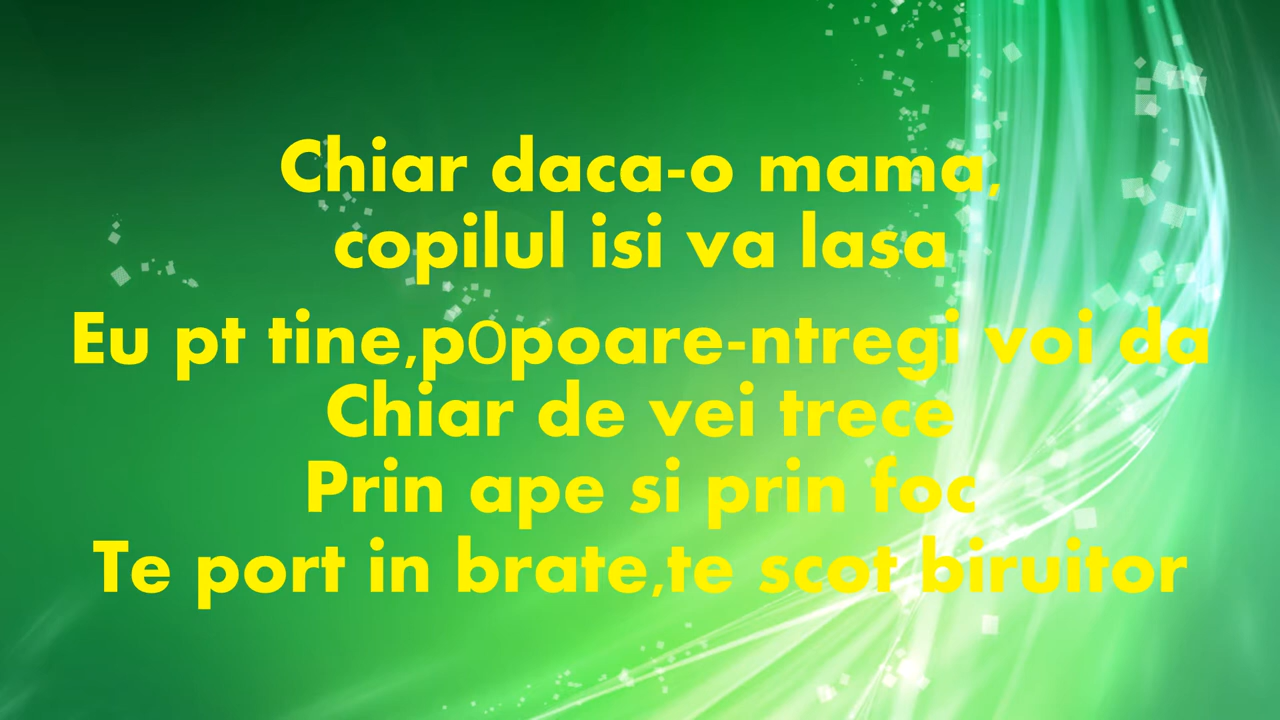 Chiar daca-o mama,
copilul isi va lasa
Eu pt tine,popoare-ntregi voi da
Chiar de vei trece
Prin ape si prin foc
Te port in brate,te scot biruitor